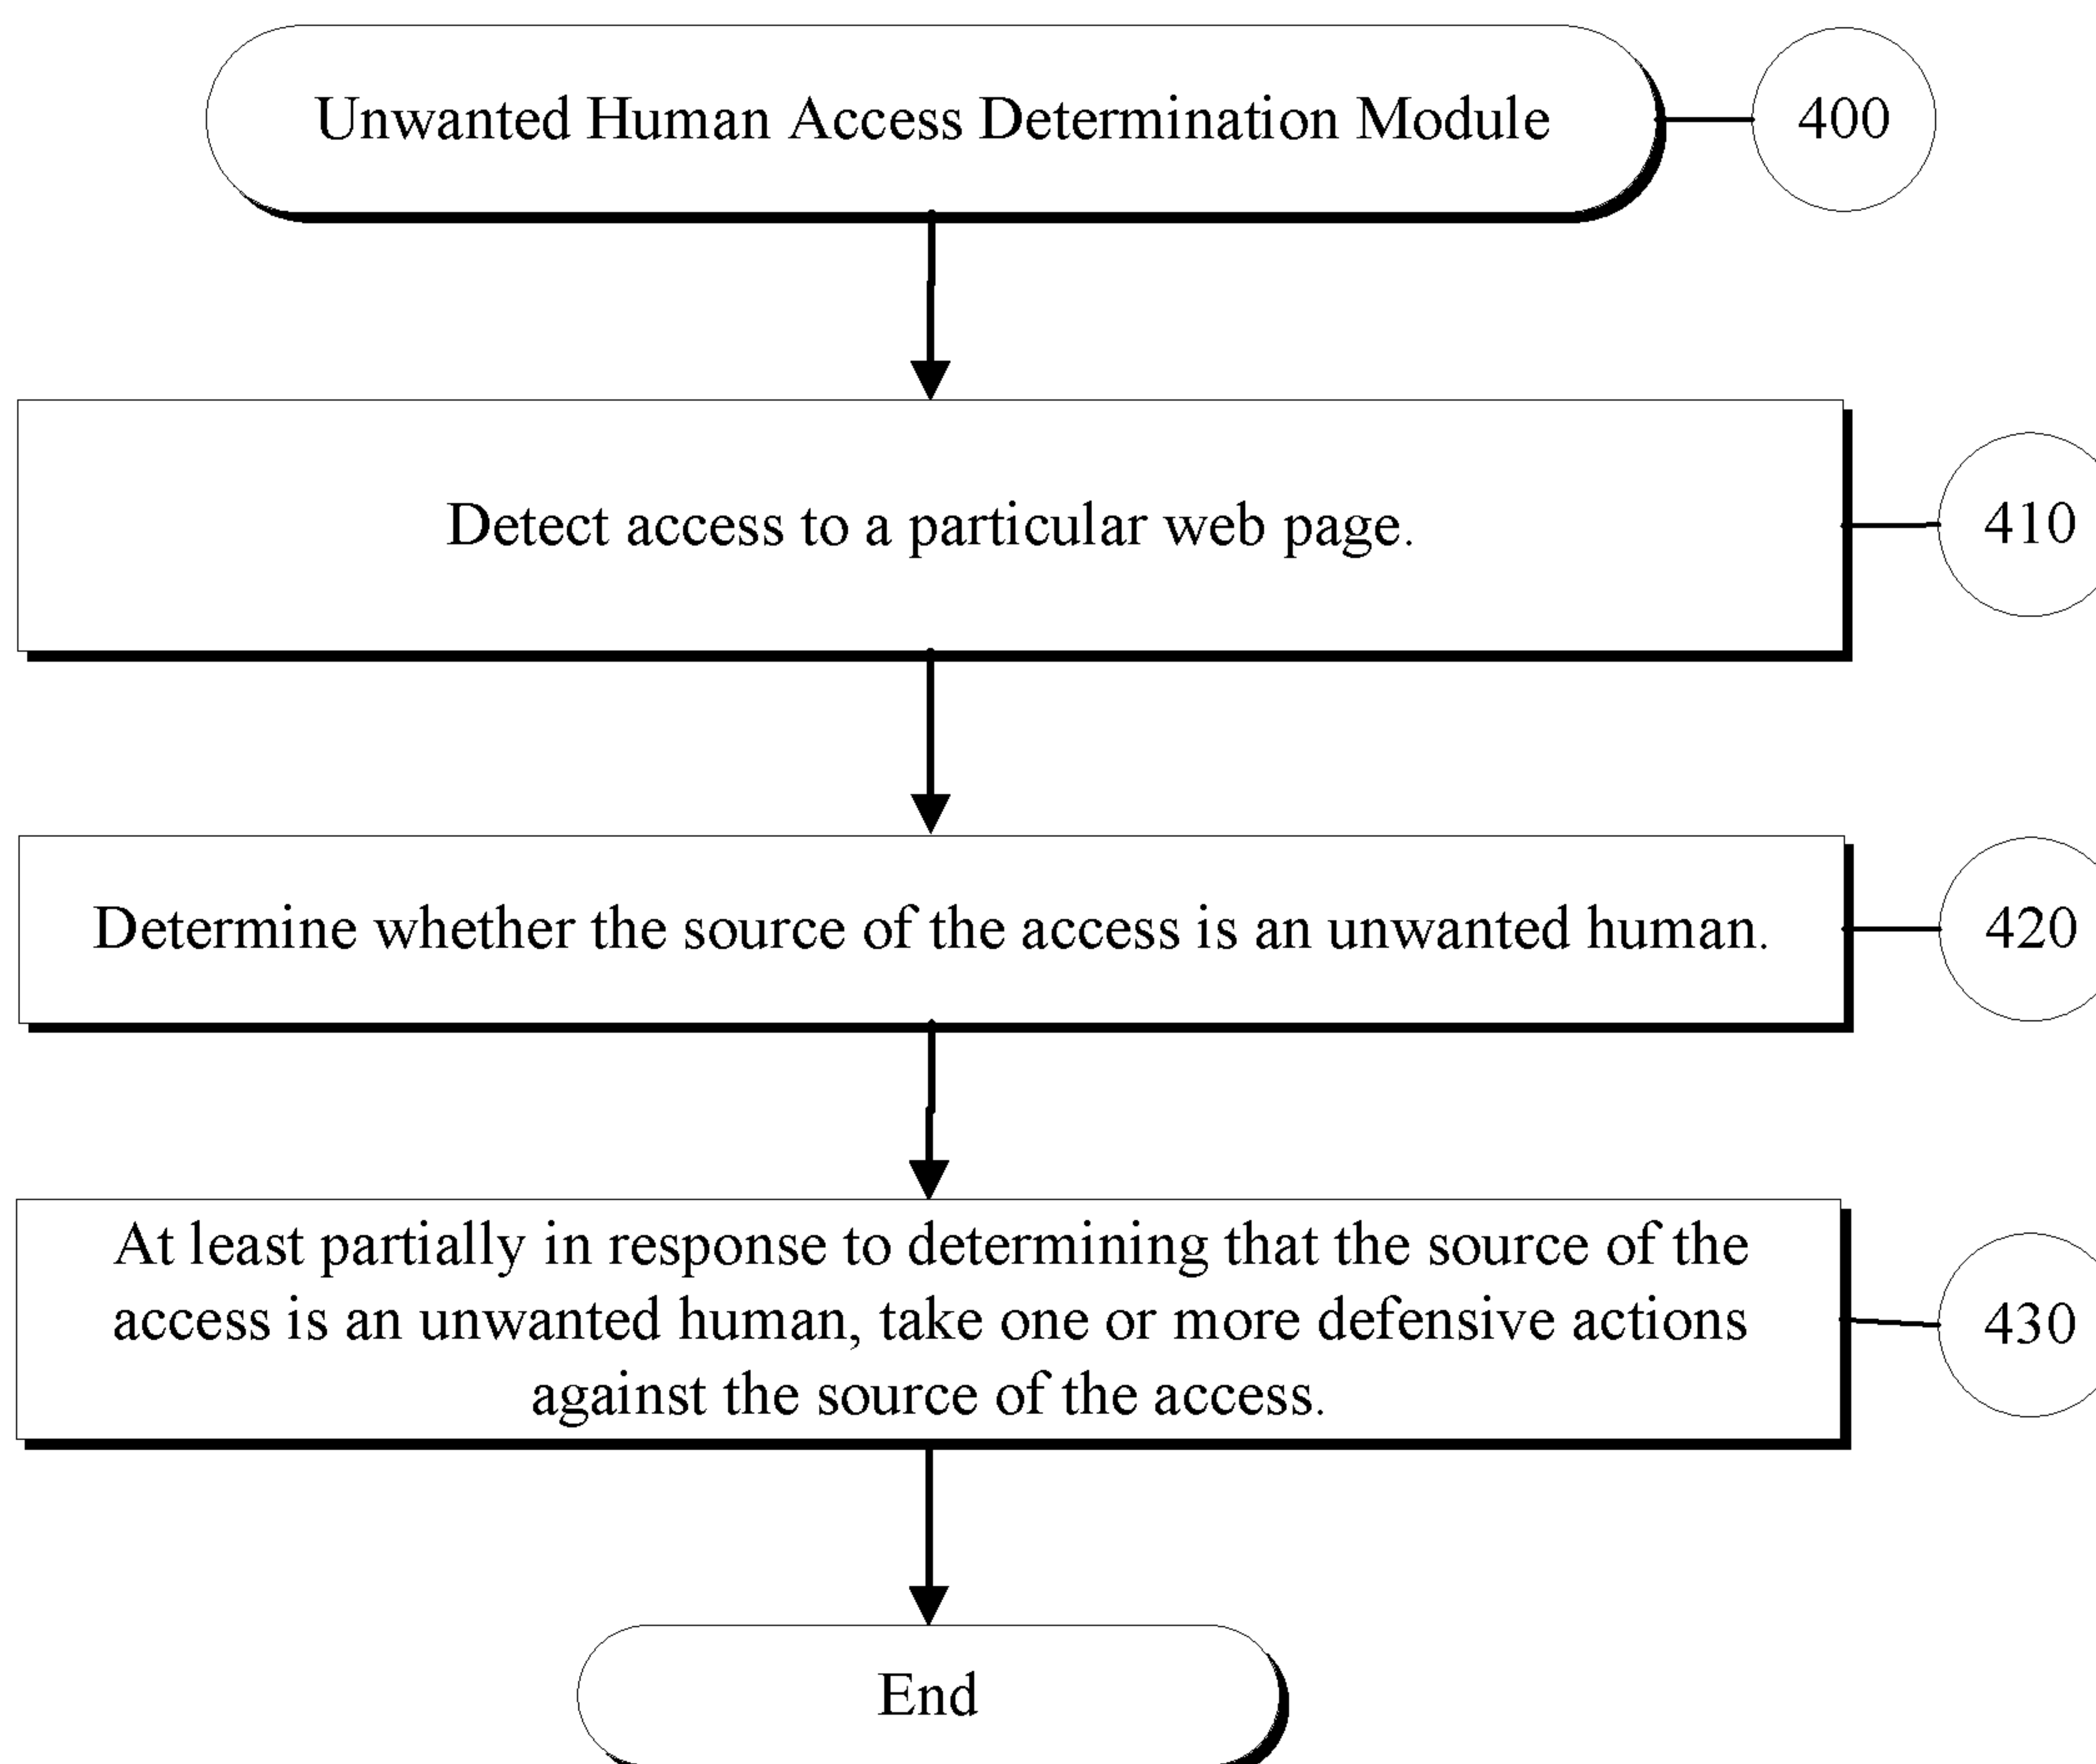 Unwanted Human Access Determination Module
400
Detect access to a particular web page.
410
Determine whether the source of the access is an unwanted human.
420
At least partially in response to determining that the source of the
access is an unwanted human, take one or more defensive actions
against the source of the access.
430
End